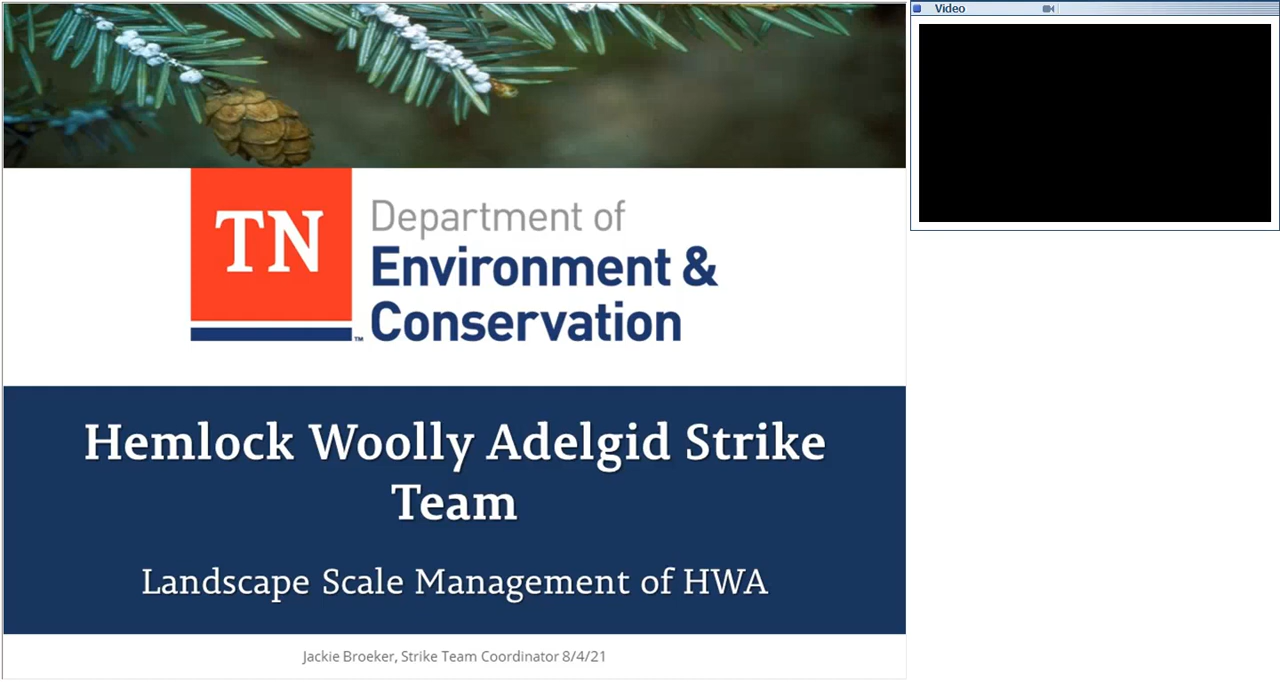 Video
TN
™
Department of
Environment &
Conservation
Hemlock Woolly Adelgid Strike
Team
Landscape Scale Management of HWA
Jackie Broeker, Strike Team Coordinator 8/4/21